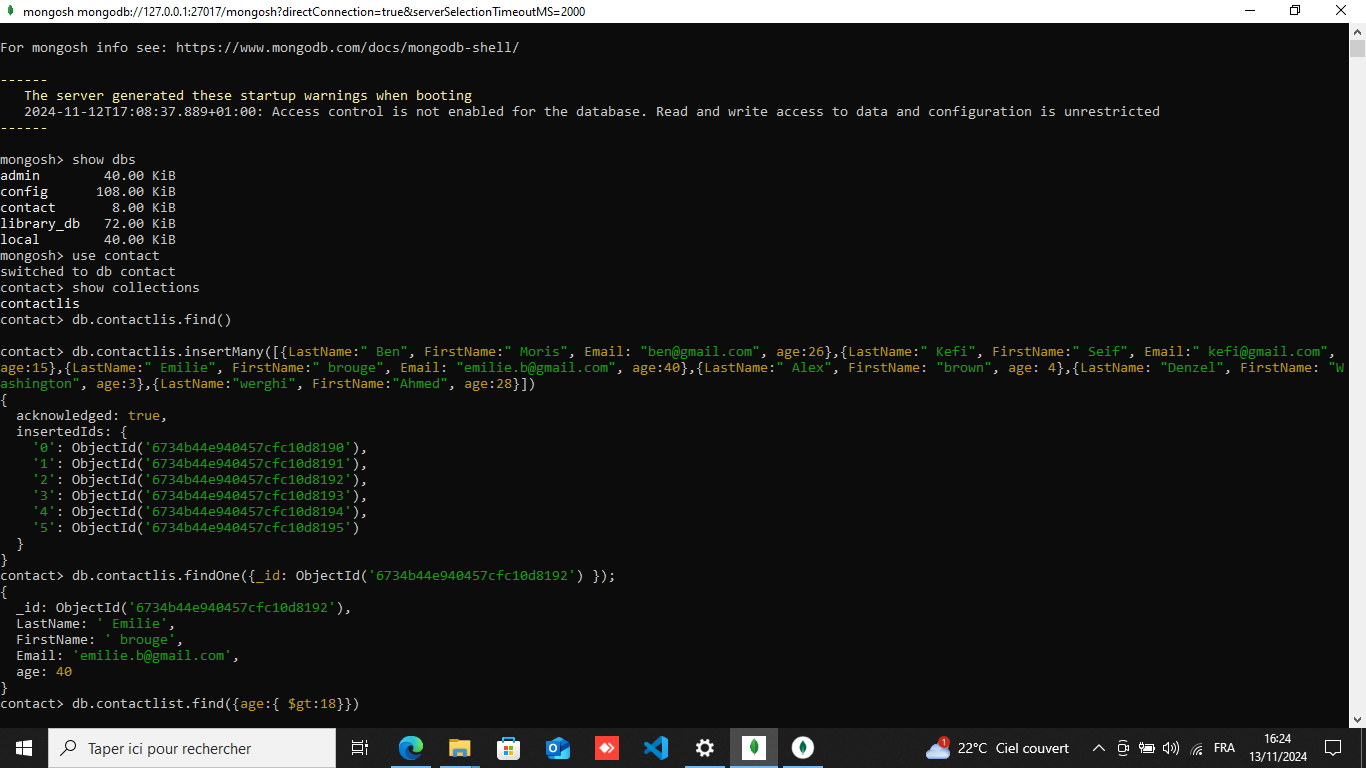 mongosh mongodb://127.0.0.1:27017/mongosh?directConnection=true&serverSelectionTimeoutMS=2000
For mongosh info see: https://www.mongodb.com/docs/mongodb-shell/
------
   The server generated these startup warnings when booting
   2024-11-12T17:08:37.889+01:00: Access control is not enabled for the database. Read and write access to data and configuration is unrestricted
------
mongosh> show dbs
admin        40.00 KiB
config      108.00 KiB
contact       8.00 KiB
library_db   72.00 KiB
local        40.00 KiB
mongosh> use contact
switched to db contact
contact> show collections
contactlis
contact> db.contactlis.find()
contact> db.contactlis.insertMany([{LastName:" Ben", FirstName:" Moris", Email: "ben@gmail.com", age:26},{LastName:" Kefi", FirstName:" Seif", Email:" kefi@gmail.com",
age:15},{LastName:" Emilie", FirstName:" brouge", Email: "emilie.b@gmail.com", age:40},{LastName:" Alex", FirstName: "brown", age: 4},{LastName: "Denzel", FirstName: "W
ashington", age:3},{LastName:"werghi", FirstName:"Ahmed", age:28}])
{
  acknowledged: true,
  insertedIds: {
    '0': ObjectId('6734b44e940457cfc10d8190'),
    '1': ObjectId('6734b44e940457cfc10d8191'),
    '2': ObjectId('6734b44e940457cfc10d8192'),
    '3': ObjectId('6734b44e940457cfc10d8193'),
    '4': ObjectId('6734b44e940457cfc10d8194'),
    '5': ObjectId('6734b44e940457cfc10d8195')
  }
}
contact> db.contactlis.findOne({_id: ObjectId('6734b44e940457cfc10d8192') });
{
  _id: ObjectId('6734b44e940457cfc10d8192'),
  LastName: ' Emilie',
  FirstName: ' brouge',
  Email: 'emilie.b@gmail.com',
  age: 40
}
contact> db.contactlist.find({age:{ $gt:18}})
Taper ici pour rechercher
1
22°C Ciel couvert
FRA
16:24
13/11/2024